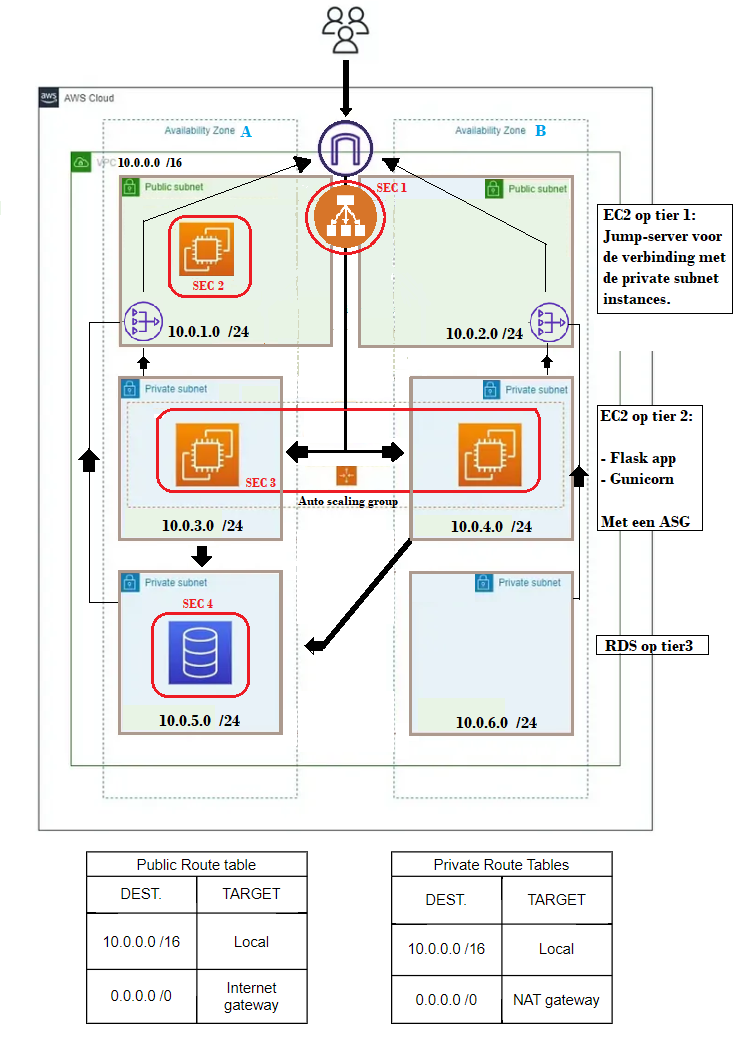 aws AWS Cloud
Availability Zone A
Availability Zone B
VPC 10.0.0.0 /16
Public subnet
SEC 1
Public subnet
SEC 2
10.0.1.0 /24
10.0.2.0 /24
EC2 op tier 1:
Jump-server voor
de verbinding met
de private subnet
instances.
Private subnet
Private subnet
SEC 3
Auto scaling group
10.0.3.0 /24
10.0.4.0 /24
EC2 op tier 2:
- Flask app
- Gunicorn
Met een ASG
Private subnet
Private subnet
SEC 4
10.0.5.0 /24
10.0.6.0 /24
RDS op tier3
Public Route table
DEST. TARGET
10.0.0.0 /16 Local
0.0.0.0 /0 Internet
gateway
Private Route Tables
DEST. TARGET
10.0.0.0 /16 Local
0.0.0.0 /0 NAT gateway